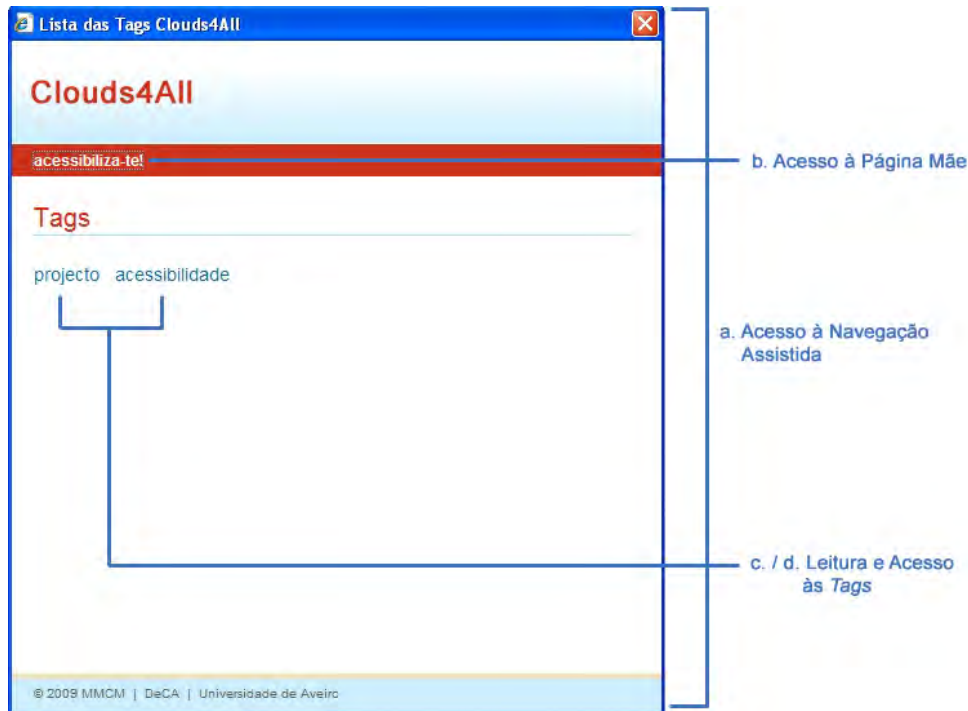 Lista das Tags Clouds4All
Clouds4All
acessibiliza-te!
b. Acesso à Página Mãe
Tags
projecto acessibilidade
a. Acesso à Navegação
Assistida
c. / d. Leitura e Acesso
às Tags
© 2009 MMCM | DeCA | Universidade de Aveiro